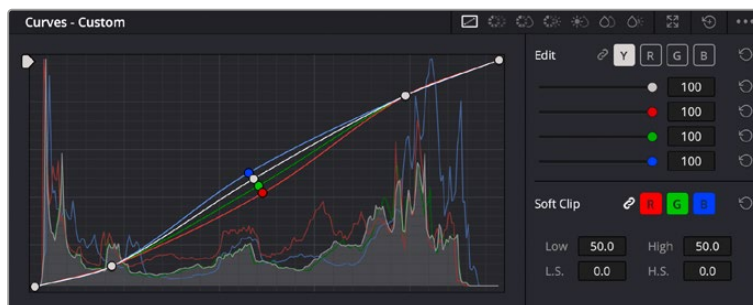 Curves - Custom
Edit Y R G B
100
100
100
100
Soft Clip R G B
Low 50.0 High 50.0
L.S. 0.0 H.S. 0.0